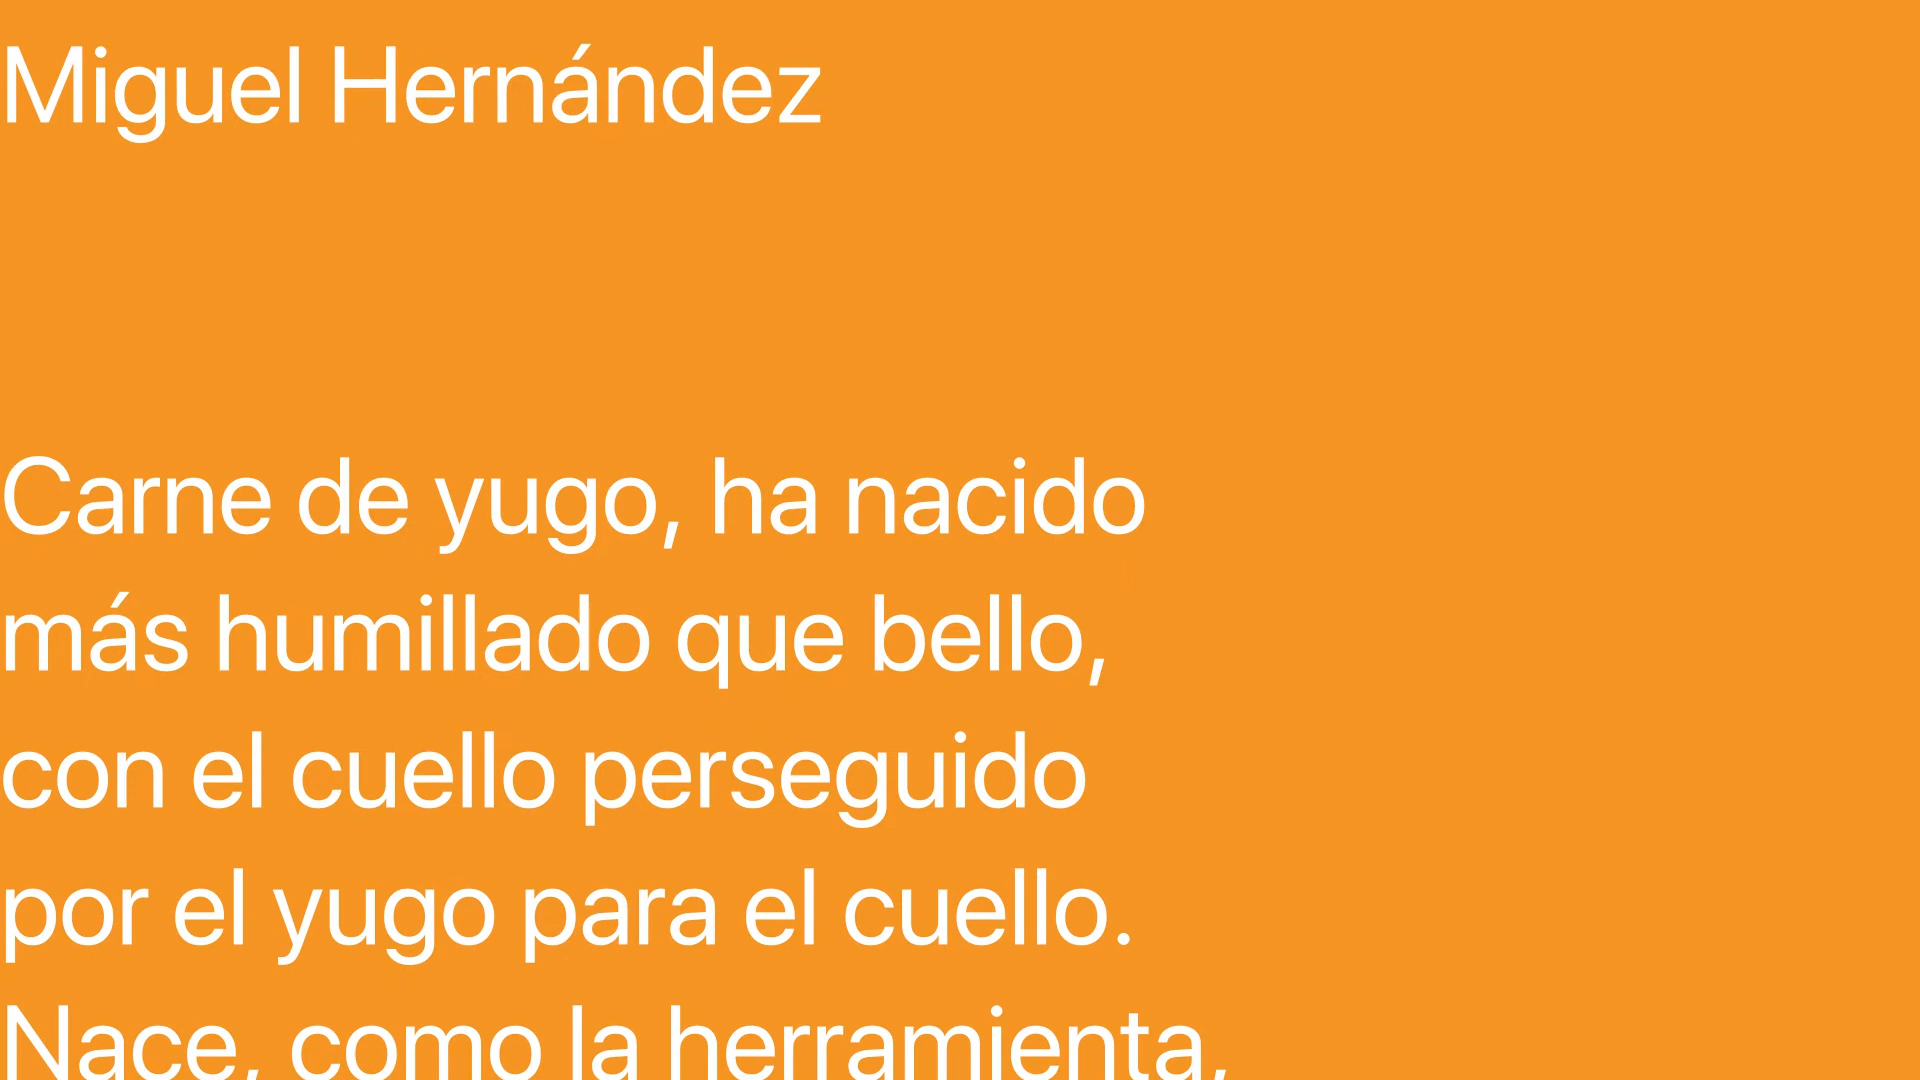 Miguel Hernández
Carne de yugo, ha nacido
más humillado que bello,
con el cuello perseguido
por el yugo para el cuello.
Nace, como la herramienta,